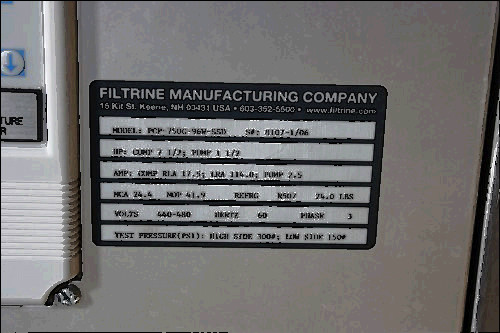 FILTRINE MANUFACTURING COMPANY
15 Kit St. Keene, NH 03431 USA • 603-352-5500 • www.filtrine.com
MODEL: PCP-750G-96W-SSD S#: 8107-1/06
HP: COMP 7 1/2; PUMP 1 1/2
AMP: COMP RLA 17.5; LRA 114.0; PUMP 2.5
MCA 24.4 MOP 41.9 REFRG R507 24.0 LBS
VOLTS 440-480 HERTZ 60 PHASE 3
TEST PRESSURE(PSI): HIGH SIDE 300#; LOW SIDE 150#
TURE
R